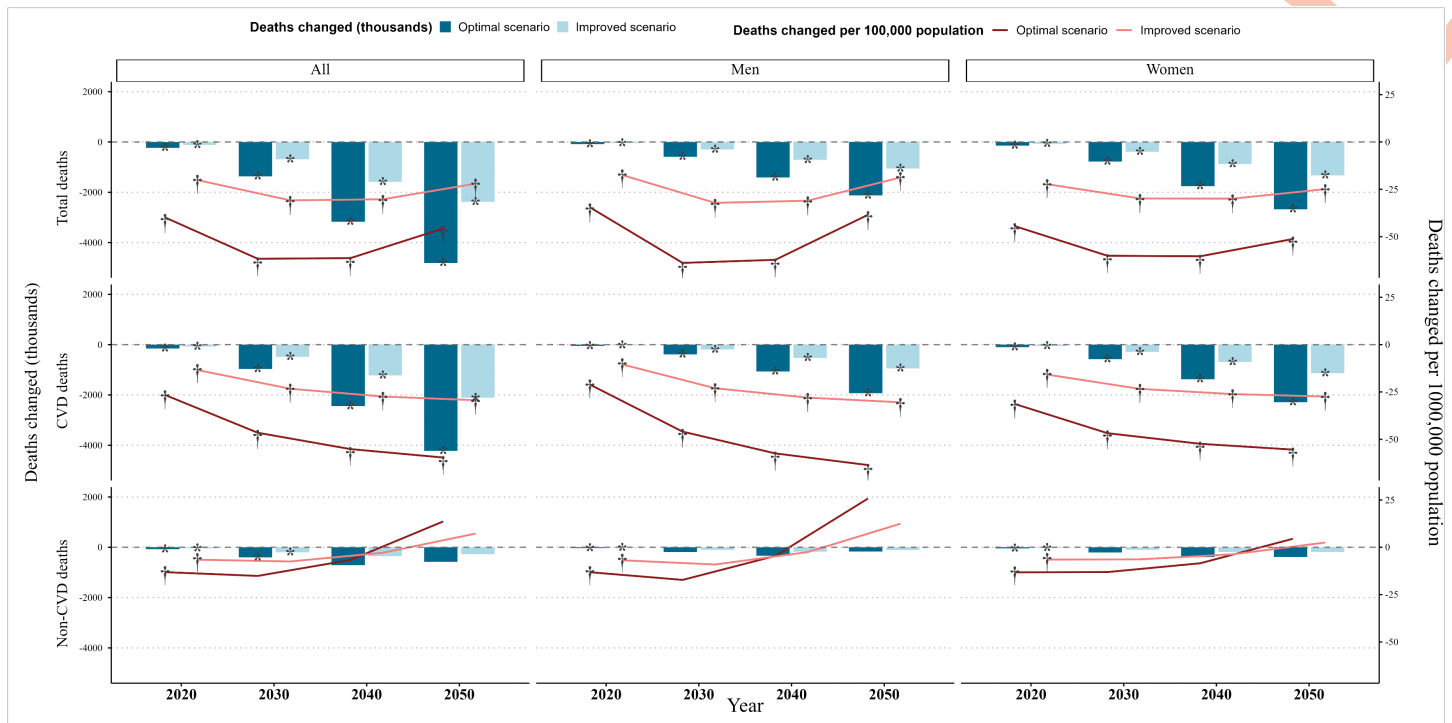 Deaths changed (thousands) Optimal scenario Improved scenario Deaths changed per 100,000 population Optimal scenario Improved scenario
All Men Women
Total deaths
2000
0
-2000
-4000
25
0
-25
-50
CVD deaths
2000
0
-2000
-4000
25
0
-25
-50
Non-CVD deaths
2000
0
-2000
-4000
25
0
-25
-50
Deaths changed (thousands)
Deaths changed per 1000,000 population
2020 2030 2040 2050 2020 2030 2040 2050 2020 2030 2040 2050
Year